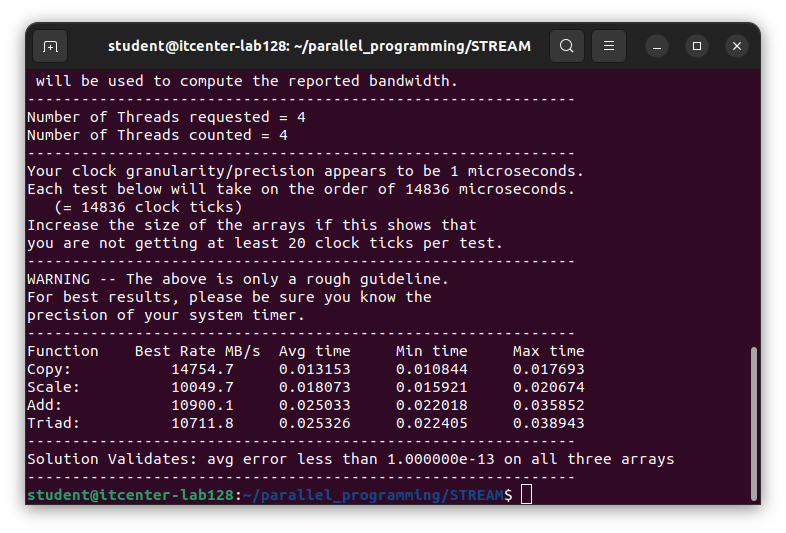 student@itcenter-lab128: ~/parallel_programming/STREAM
will be used to compute the reported bandwidth.
-------------------------------------------------------------
Number of Threads requested = 4
Number of Threads counted = 4
-------------------------------------------------------------
Your clock granularity/precision appears to be 1 microseconds.
Each test below will take on the order of 14836 microseconds.
   (= 14836 clock ticks)
Increase the size of the arrays if this shows that
you are not getting at least 20 clock ticks per test.
-------------------------------------------------------------
WARNING -- The above is only a rough guideline.
For best results, please be sure you know the
precision of your system timer.
-------------------------------------------------------------
Function    Best Rate MB/s  Avg time     Min time     Max time
Copy:           14754.7     0.013153     0.010844     0.017693
Scale:          10049.7     0.018073     0.015921     0.020674
Add:            10900.1     0.025033     0.022018     0.035852
Triad:          10711.8     0.025326     0.022405     0.038943
-------------------------------------------------------------
Solution Validates: avg error less than 1.000000e-13 on all three arrays
-------------------------------------------------------------
student@itcenter-lab128:~/parallel_programming/STREAM$